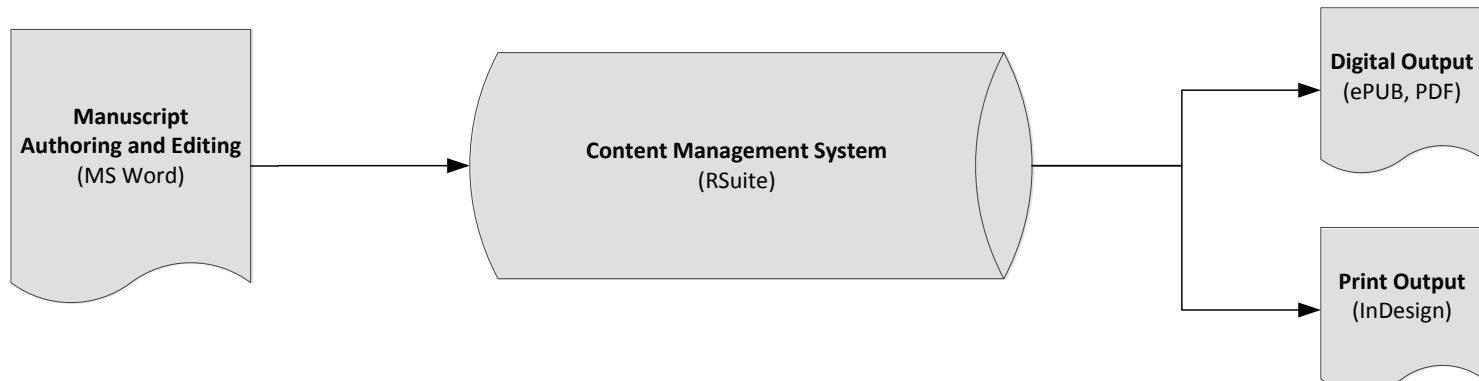 Manuscript
Authoring and Editing
(MS Word)
Content Management System
(RSuite)
Digital Output
(ePUB, PDF)
Print Output
(InDesign)